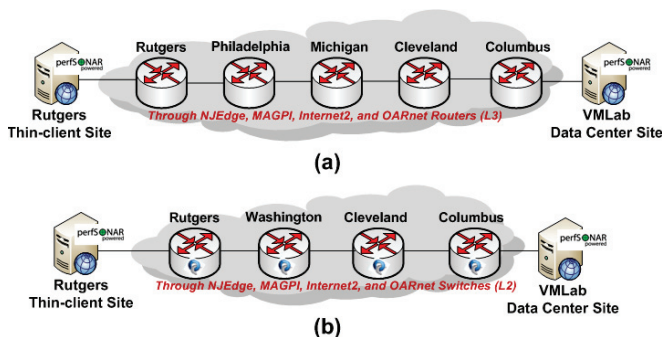 perfSONAR
powered
Rutgers
Philadelphia
Michigan
Cleveland
Columbus
perfSONAR
powered
Rutgers
Thin-client Site
Through NJEdge, MAGPI, Internet2, and OARnet Routers (L3)
VMLab
Data Center Site
(a)
perfSONAR
powered
Rutgers
Washington
Cleveland
Columbus
perfSONAR
powered
Rutgers
Thin-client Site
Through NJEdge, MAGPI, Internet2, and OARnet Switches (L2)
VMLab
Data Center Site
(b)